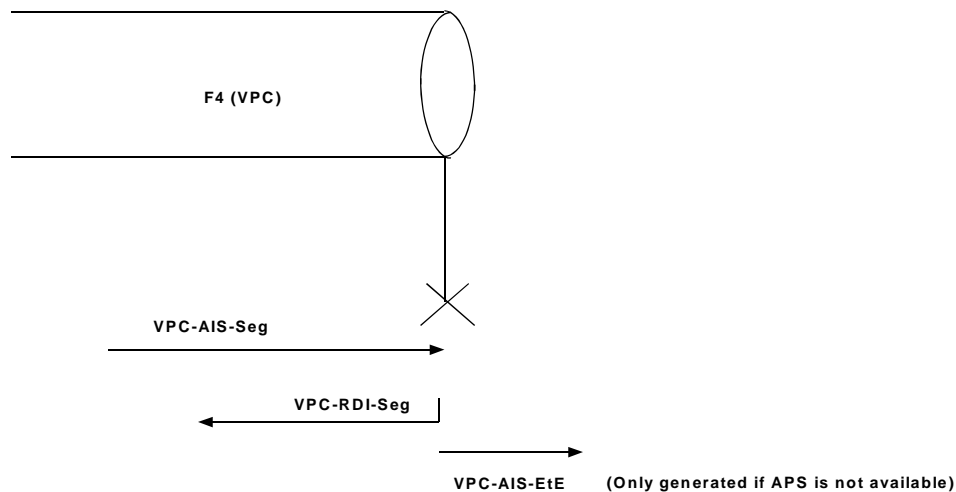 F4 (VPC)
VPC-AIS-Seg
VPC-RDI-Seg
VPC-AIS-EtE (Only generated if APS is not available)